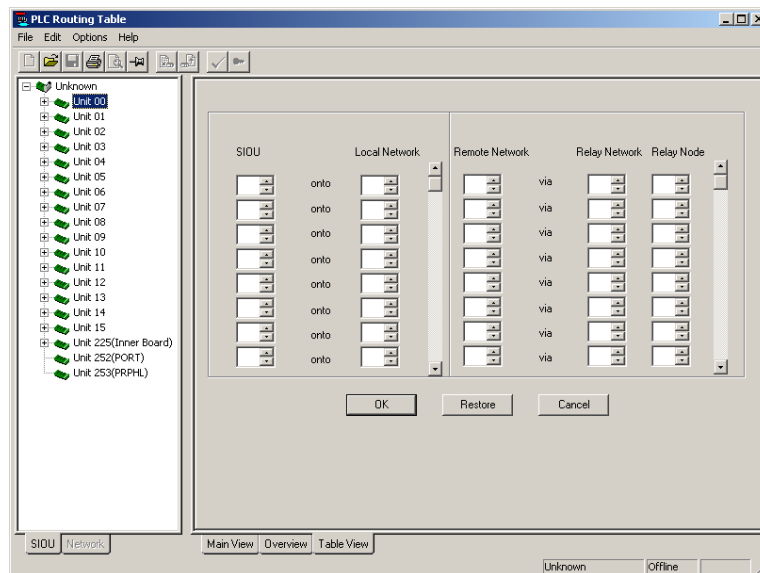 PLC Routing Table
File Edit Options Help
Unknown
Unit 00
Unit 01
Unit 02
Unit 03
Unit 04
Unit 05
Unit 06
Unit 07
Unit 08
Unit 09
Unit 10
Unit 11
Unit 12
Unit 13
Unit 14
Unit 15
Unit 225(Inner Board)
Unit 252(PORT)
Unit 253(PRPHL)
SIOU Network
SIOU Local Network Remote Network Relay Network Relay Node
onto via
onto via
onto via
onto via
onto via
onto via
onto via
onto via
OK Restore Cancel
Main View Overview Table View
Unknown Offline